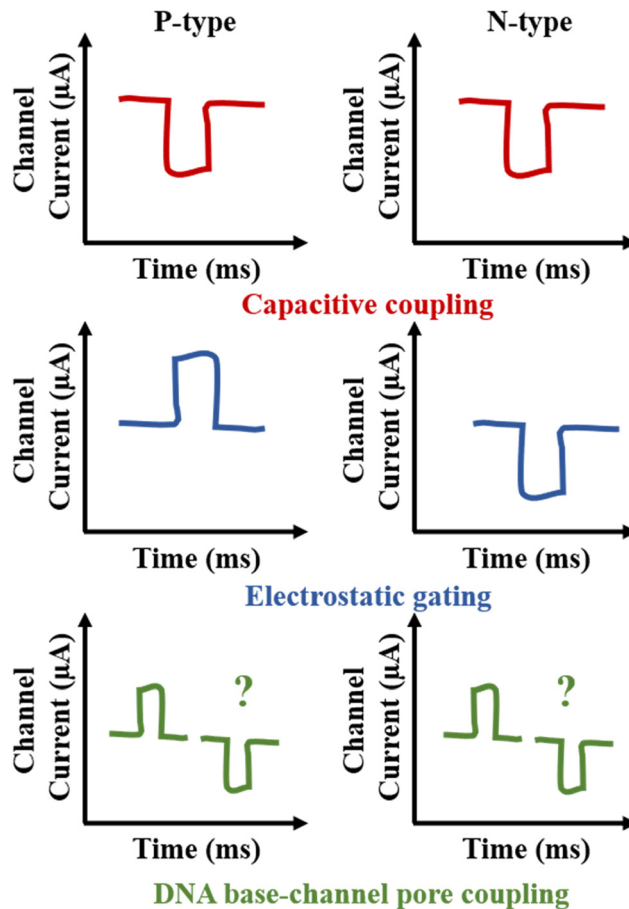 P-type
N-type
Channel
Current (μA)
Time (ms)
Channel
Current (μA)
Time (ms)
Capacitive coupling
Channel
Current (μA)
Time (ms)
Channel
Current (μA)
Time (ms)
Electrostatic gating
Channel
Current (μA)
?
Time (ms)
Channel
Current (μA)
?
Time (ms)
DNA base-channel pore coupling